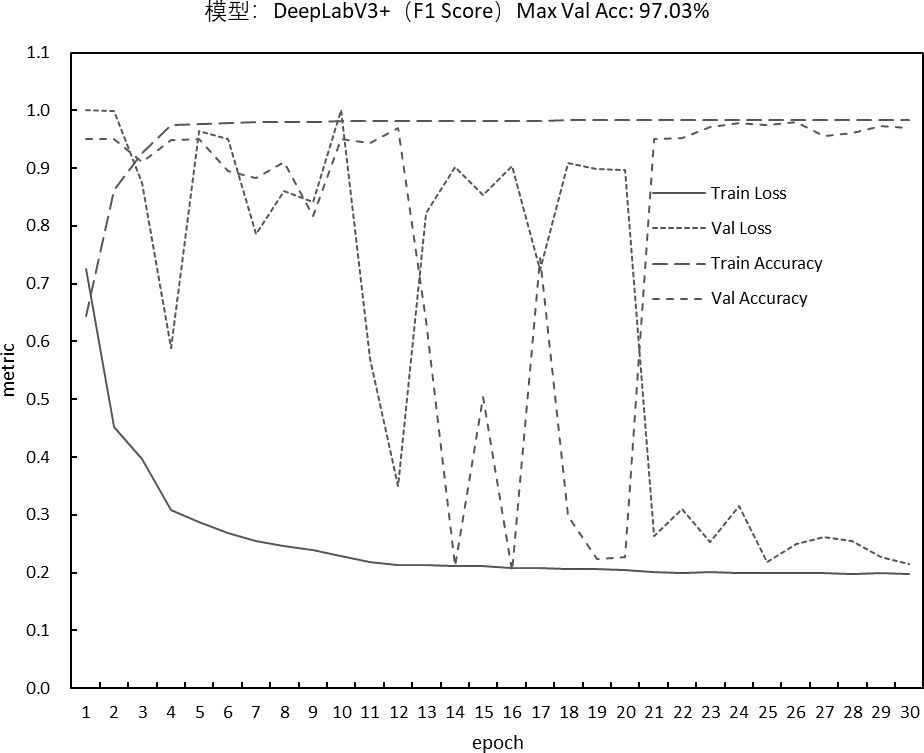 模型：DeepLabV3+（F1 Score）Max Val Acc: 97.03%
1.1
1.0
0.9
0.8
0.7
0.6
0.5
0.4
0.3
0.2
0.1
0.0
metric
Train Loss
Val Loss
Train Accuracy
Val Accuracy
1 2 3 4 5 6 7 8 9 10 11 12 13 14 15 16 17 18 19 20 21 22 23 24 25 26 27 28 29 30
epoch